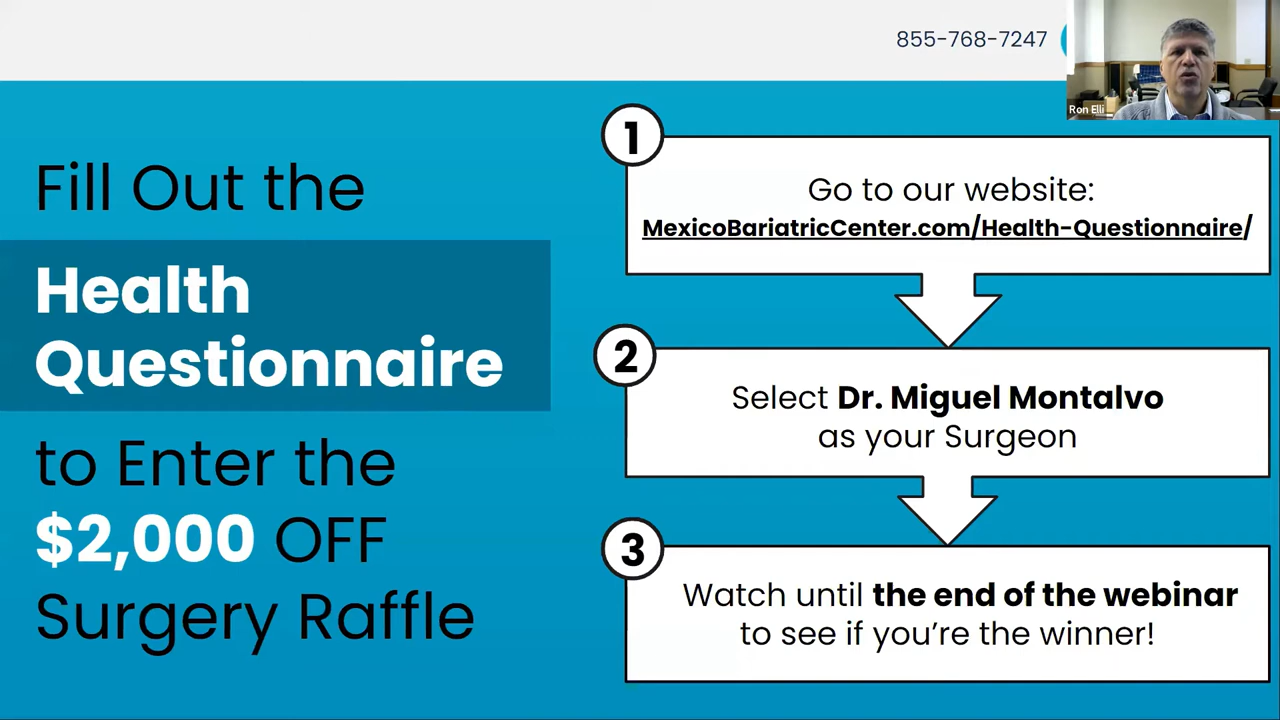 855-768-7247
Ron Elli
Fill Out the
Health
Questionnaire
to Enter the
$2,000 OFF
Surgery Raffle
1
Go to our website:
MexicoBariatricCenter.com/Health-Questionnaire/
2
Select Dr. Miguel Montalvo
as your Surgeon
3
Watch until the end of the webinar
to see if you're the winner!